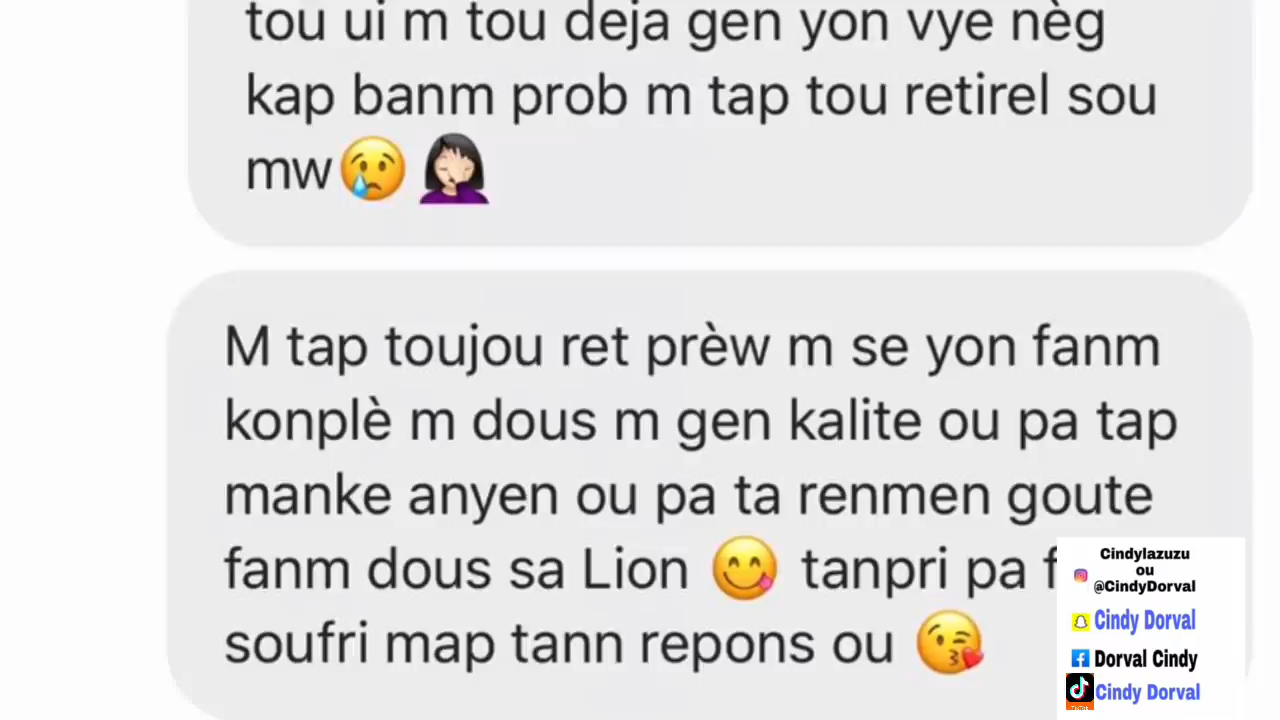 tou ui m tou deja gen yon vye nèg
kap banm prob m tap tou retirel sou
mw😢🤦🏻‍♀️
M tap toujou ret prèw m se yon fanm
konplè m dous m gen kalite ou pa tap
manke anyen ou pa ta renmen goute
fanm dous sa Lion 😋 tanpri pa f
soufri map tann repons ou 😘
Cindylazuzu
ou
@CindyDorval
Cindy Dorval
Dorval Cindy
Cindy Dorval